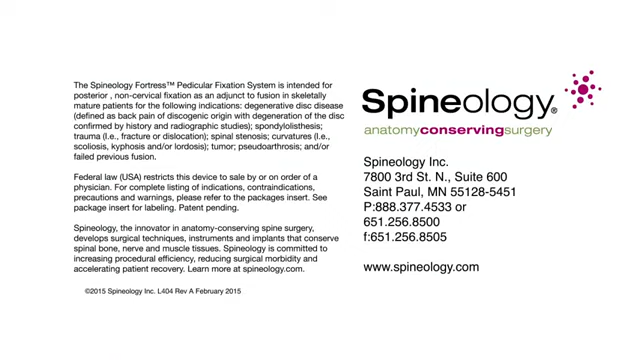 The Spineology Fortress™ Pedicular Fixation System is intended for
posterior , non-cervical fixation as an adjunct to fusion in skeletally
mature patients for the following indications: degenerative disc disease
(defined as back pain of discogenic origin with degeneration of the disc
confirmed by history and radiographic studies); spondylolisthesis;
trauma (I.e., fracture or dislocation); spinal stenosis; curvatures (I.e.,
scoliosis, kyphosis and/or lordosis); tumor; pseudoarthrosis; and/or
failed previous fusion.
Federal law (USA) restricts this device to sale by or on order of a
physician. For complete listing of indications, contraindications,
precautions and warnings, please refer to the packages insert. See
package insert for labeling. Patent pending.
Spineology, the innovator in anatomy-conserving spine surgery,
develops surgical techniques, instruments and implants that conserve
spinal bone, nerve and muscle tissues. Spineology is committed to
increasing procedural efficiency, reducing surgical morbidity and
accelerating patient recovery. Learn more at spineology.com.
©2015 Spineology Inc. L404 Rev A February 2015
Spineology®
anatomyconservingsurgery
Spineology Inc.
7800 3rd St. N., Suite 600
Saint Paul, MN 55128-5451
P:888.377.4533 or
651.256.8500
f:651.256.8505
www.spineology.com